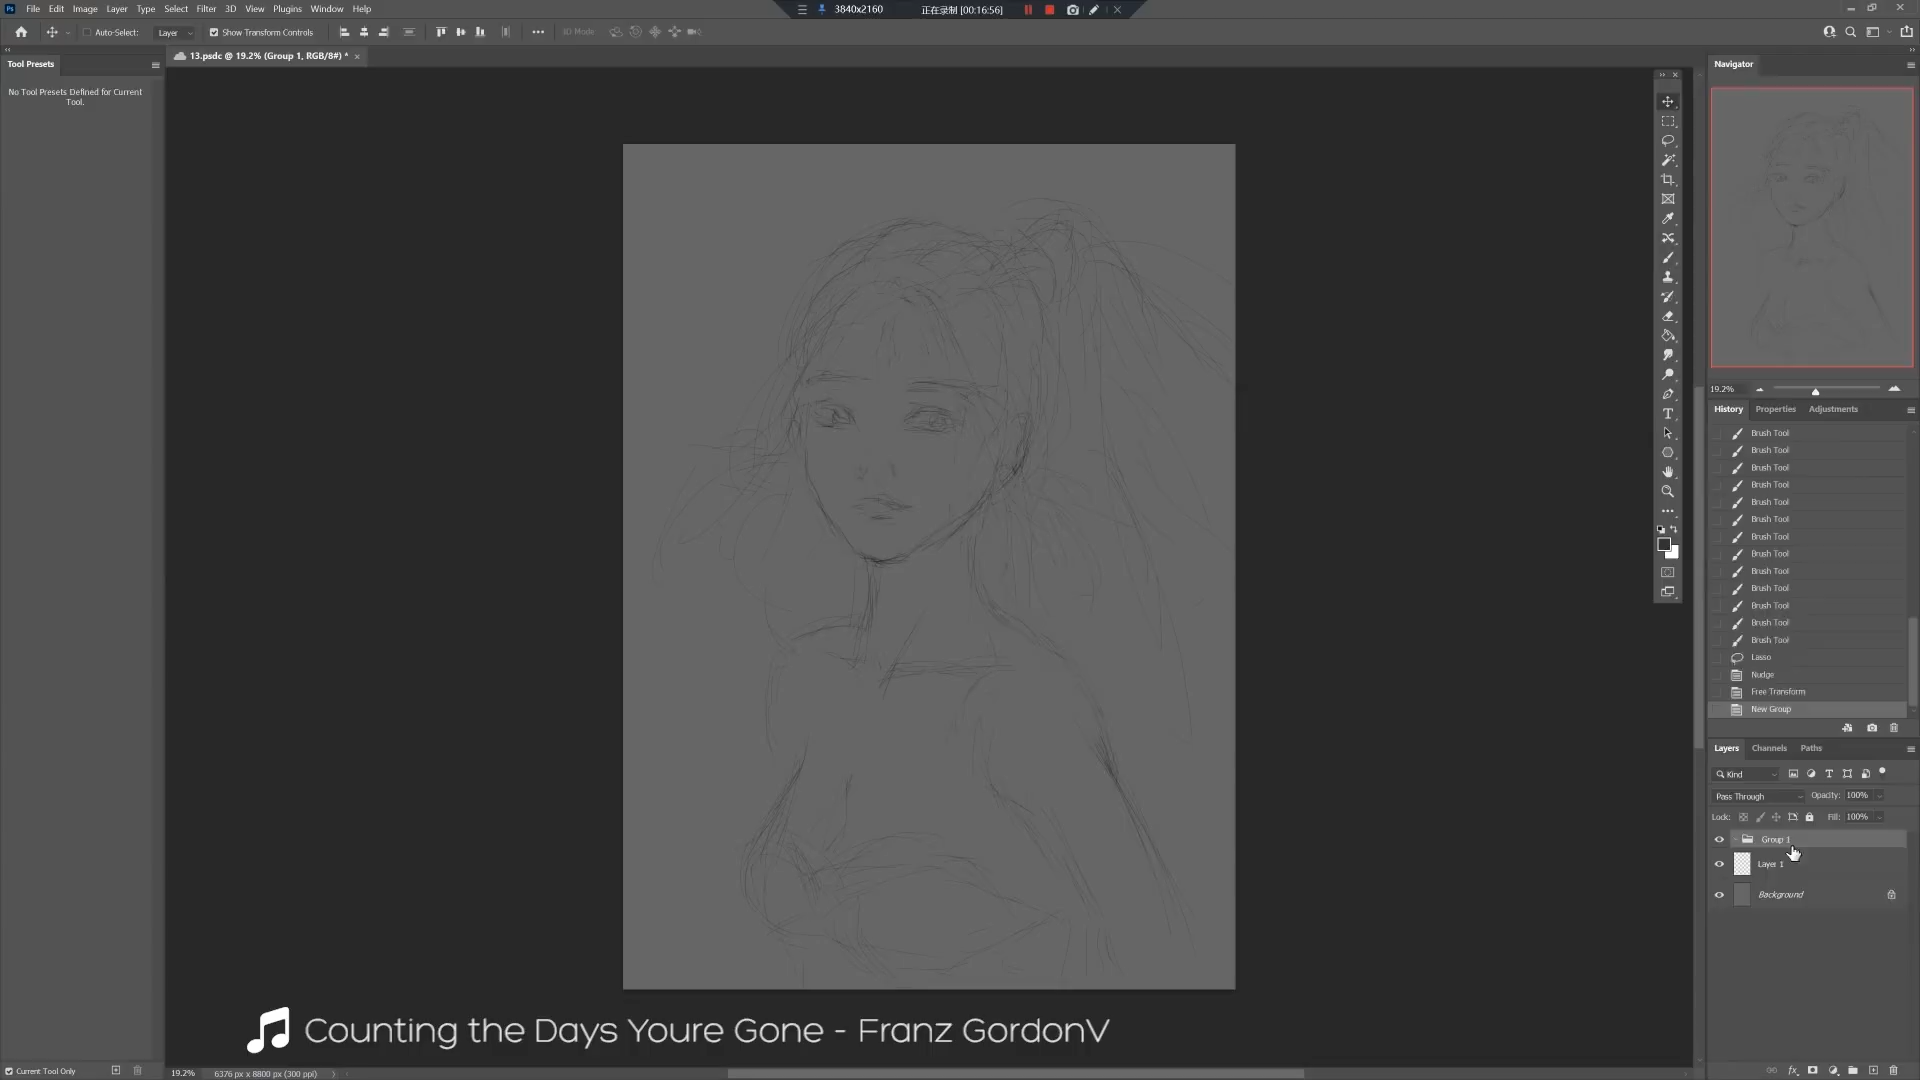 File Edit Image Layer Type Select Filter 3D View Plugins Window Help
3840x2160 正在录制 [00:16:56]
Auto-Select: Layer Show Transform Controls 3D Mode
13.psdc @ 19.2% (Group 1, RGB/8#) *
Tool Presets
No Tool Presets Defined for Current
Tool.
Navigator
19.2%
History Properties Adjustments
Brush Tool
Brush Tool
Brush Tool
Brush Tool
Brush Tool
Brush Tool
Brush Tool
Brush Tool
Brush Tool
Brush Tool
Brush Tool
Brush Tool
Brush Tool
Lasso
Nudge
Free Transform
New Group
Layers Channels Paths
Kind
Pass Through Opacity: 100%
Lock: Fill: 100%
Group 1
Layer 1
Background
Counting the Days Youre Gone - Franz GordonV
Current Tool Only
19.2% 6376 px x 8800 px (300 ppi)